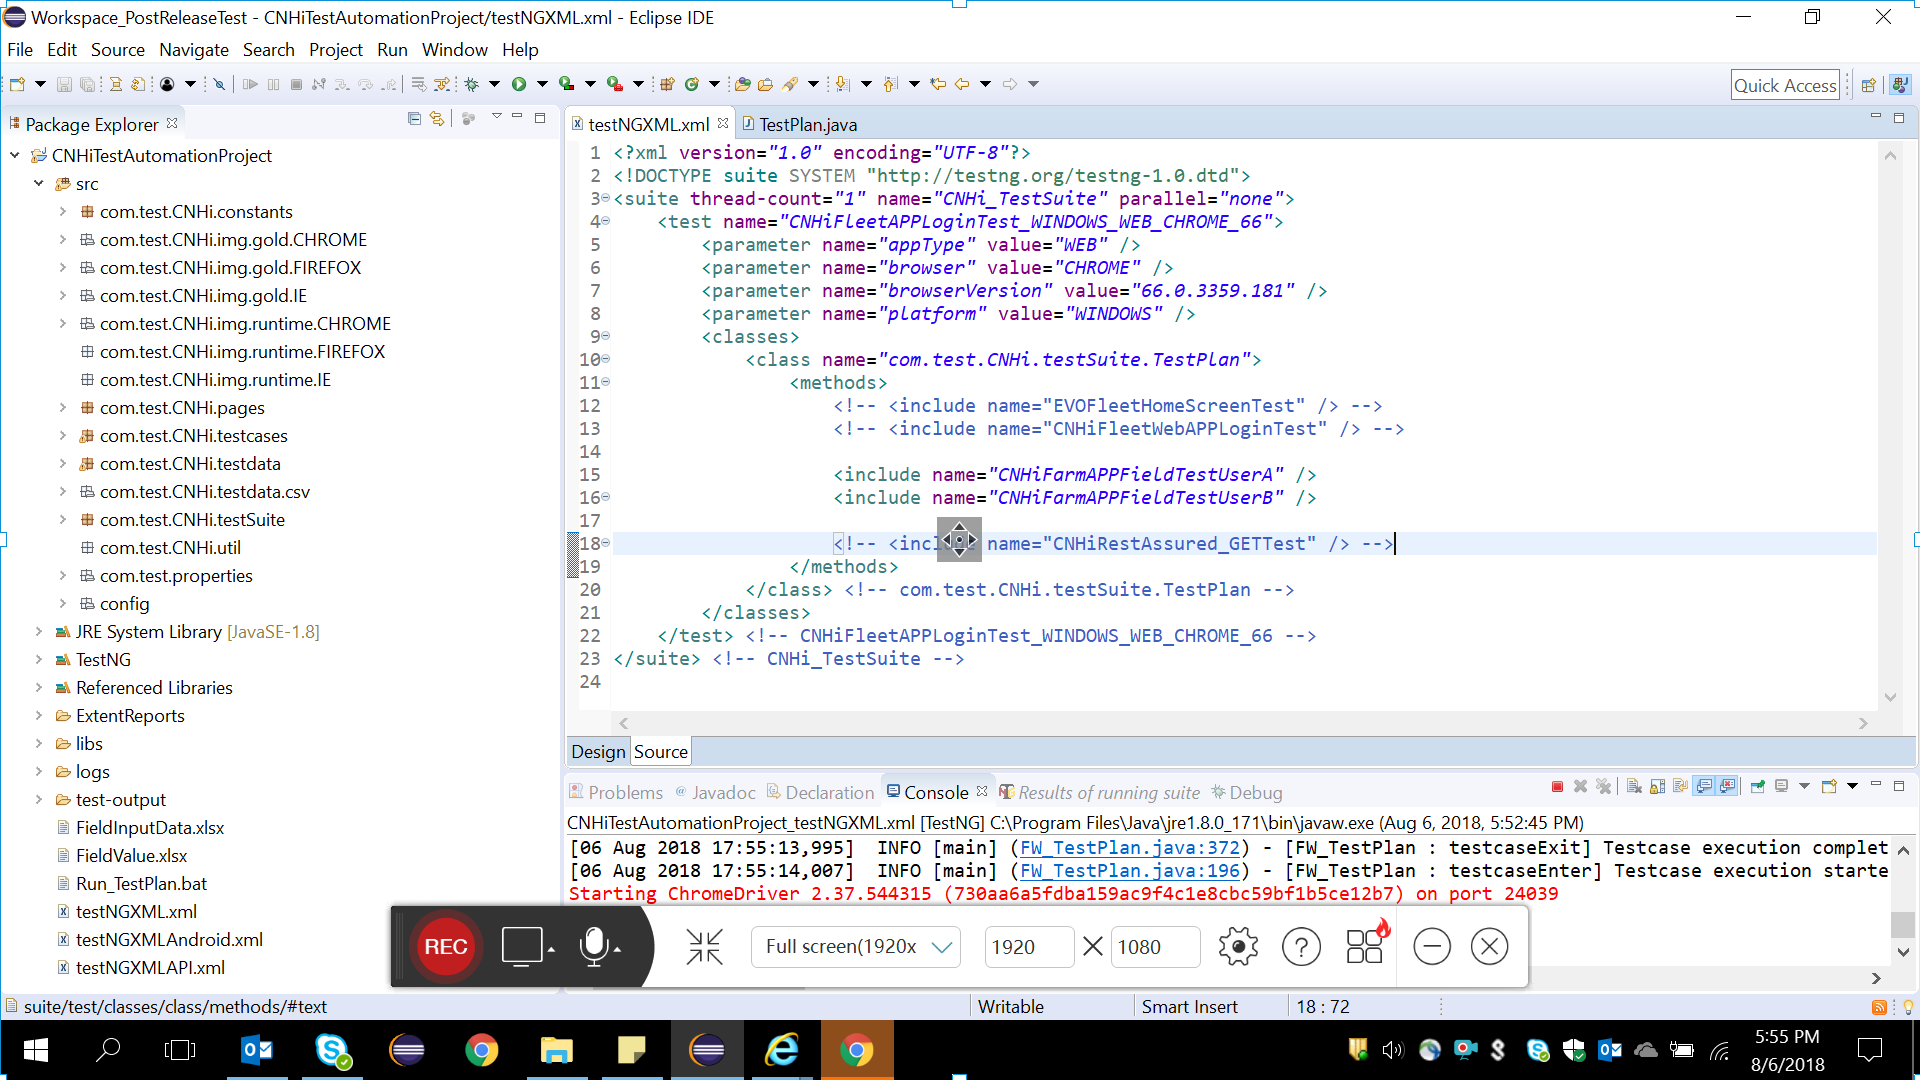 Workspace_PostReleaseTest - CNHiTestAutomationProject/testNGXML.xml - Eclipse IDE
File Edit Source Navigate Search Project Run Window Help
Quick Access
Package Explorer
CNHiTestAutomationProject
src
com.test.CNHi.constants
com.test.CNHi.img.gold.CHROME
com.test.CNHi.img.gold.FIREFOX
com.test.CNHi.img.gold.IE
com.test.CNHi.img.runtime.CHROME
com.test.CNHi.img.runtime.FIREFOX
com.test.CNHi.img.runtime.IE
com.test.CNHi.pages
com.test.CNHi.testcases
com.test.CNHi.testdata
com.test.CNHi.testdata.csv
com.test.CNHi.testSuite
com.test.CNHi.util
com.test.properties
config
JRE System Library [JavaSE-1.8]
TestNG
Referenced Libraries
ExtentReports
libs
logs
test-output
FieldInputData.xlsx
FieldValue.xlsx
Run_TestPlan.bat
testNGXML.xml
testNGXMLAndroid.xml
testNGXMLAPI.xml
testNGXML.xml TestPlan.java
1 <?xml version="1.0" encoding="UTF-8"?>
2 <!DOCTYPE suite SYSTEM "http://testng.org/testng-1.0.dtd">
3 <suite thread-count="1" name="CNHi_TestSuite" parallel="none">
4 <test name="CNHiFleetAPPLoginTest_WINDOWS_WEB_CHROME_66">
5 <parameter name="appType" value="WEB" />
6 <parameter name="browser" value="CHROME" />
7 <parameter name="browserVersion" value="66.0.3359.181" />
8 <parameter name="platform" value="WINDOWS" />
9 <classes>
10 <class name="com.test.CNHi.testSuite.TestPlan">
11 <methods>
12 <!-- <include name="EVOFleetHomeScreenTest" /> -->
13 <!-- <include name="CNHiFleetWebAPPLoginTest" /> -->
14
15 <include name="CNHiFarmAPPFieldTestUserA" />
16 <include name="CNHiFarmAPPFieldTestUserB" />
17
18 <!-- <include name="CNHiRestAssured_GETTest" /> -->
19 </methods>
20 </class> <!-- com.test.CNHi.testSuite.TestPlan -->
21 </classes>
22 </test> <!-- CNHiFleetAPPLoginTest_WINDOWS_WEB_CHROME_66 -->
23 </suite> <!-- CNHi_TestSuite -->
24
Design Source
Problems @ Javadoc Declaration Console Results of running suite Debug
CNHiTestAutomationProject_testNGXML.xml [TestNG] C:\Program Files\Java\jre1.8.0_171\bin\javaw.exe (Aug 6, 2018, 5:52:45 PM)
[06 Aug 2018 17:55:13,995] INFO [main] (FW_TestPlan.java:372) - [FW_TestPlan : testcaseExit] Testcase execution complet
[06 Aug 2018 17:55:14,007] INFO [main] (FW_TestPlan.java:196) - [FW_TestPlan : testcaseEnter] Testcase execution starte
Starting ChromeDriver 2.37.544315 (730aa6a5fdba159ac9f4c1e8cbc59bf1b5ce12b7) on port 24039
REC Full screen(1920x 1920 1080
suite/test/classes/class/methods/#text Writable Smart Insert 18 : 72
5:55 PM
8/6/2018